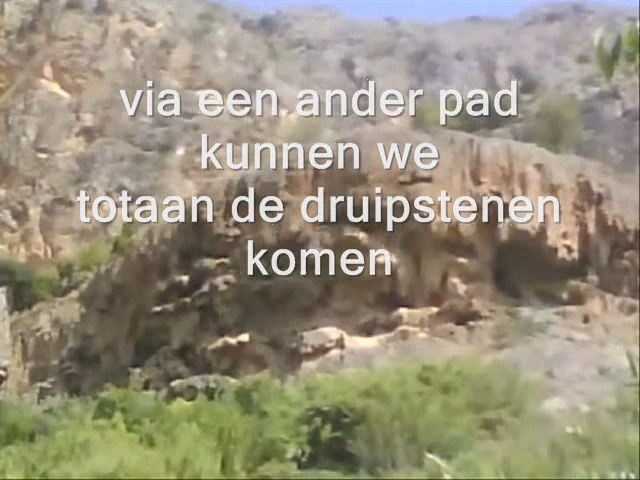 via een ander pad
kunnen we
totaan de druipstenen
komen